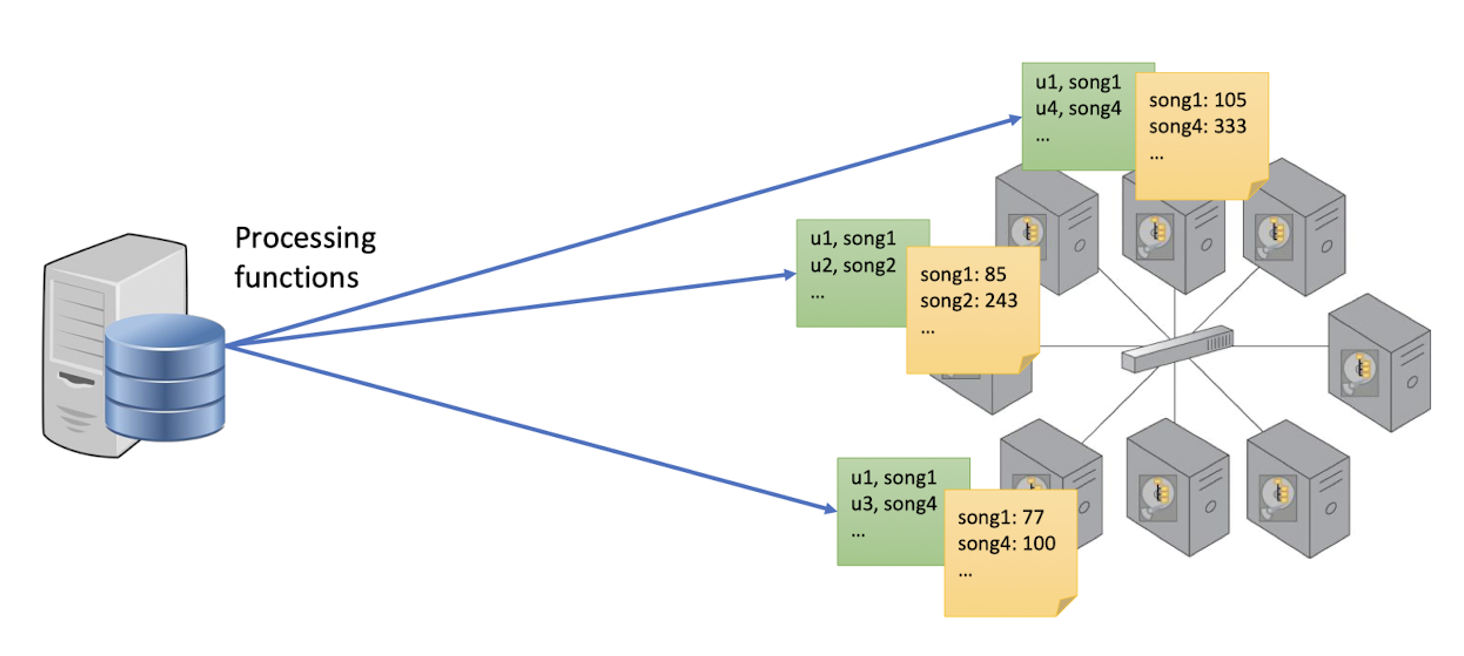 Processing
functions
u1, song1
u4, song4
...
song1: 105
song4: 333
...
u1, song1
u2, song2
...
song1: 85
song2: 243
...
u1, song1
u3, song4
...
song1: 77
song4: 100
...